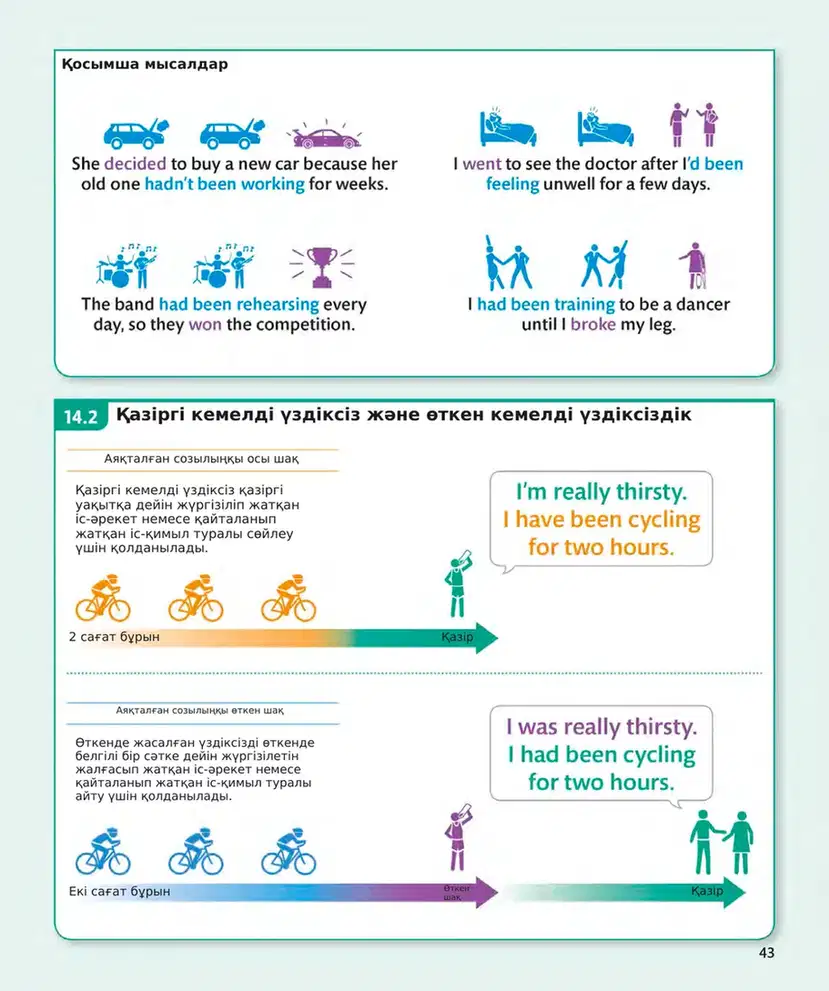 Қосымша мысалдар
She decided to buy a new car because her
old one hadn't been working for weeks.
I went to see the doctor after I'd been
feeling unwell for a few days.
The band had been rehearsing every
day, so they won the competition.
I had been training to be a dancer
until I broke my leg.
14.2 Қазіргі кемелді үздіксіз және өткен кемелді үздіксіздік
Аяқталған созылыңқы осы шақ
Қазіргі кемелді үздіксіз қазіргі
уақытқа дейін жүргізіліп жатқан
іс-әрекет немесе қайталанып
жатқан іс-қимыл туралы сөйлеу
үшін қолданылады.
I'm really thirsty.
I have been cycling
for two hours.
2 сағат бұрын
Қазір
Аяқталған созылыңқы өткен шақ
Өткенде жасалған үздіксізді өткенде
белгілі бір сәтке дейін жүргізілетін
жалғасып жатқан іс-әрекет немесе
қайталанып жатқан іс-қимыл туралы
айту үшін қолданылады.
I was really thirsty.
I had been cycling
for two hours.
Екі сағат бұрын
Өткен
шақ
Қазір
43